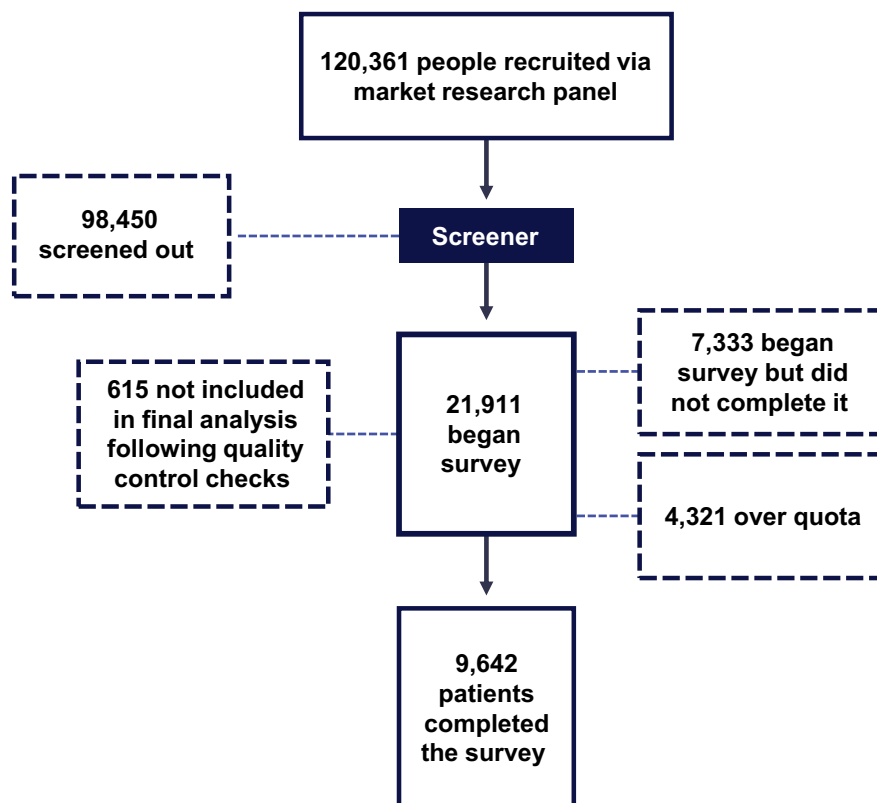 120,361 people recruited via
market research panel
98,450
screened out
Screener
7,333 began
survey but did
not complete it
615 not included
in final analysis
following quality
control checks
21,911
began
survey
4,321 over quota
9,642
patients
completed
the survey